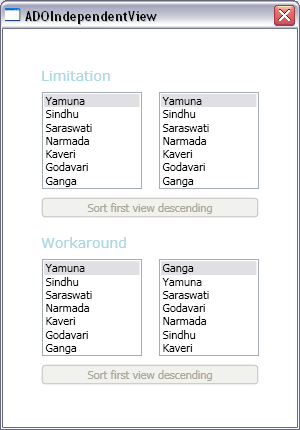 ADOIndependentView
Limitation
Yamuna Yamuna
Sindhu Sindhu
Saraswati Saraswati
Narmada Narmada
Kaveri Kaveri
Godavari Godavari
Ganga Ganga
Sort first view descending
Workaround
Yamuna Ganga
Sindhu Yamuna
Saraswati Saraswati
Narmada Godavari
Kaveri Narmada
Godavari Sindhu
Ganga Kaveri
Sort first view descending